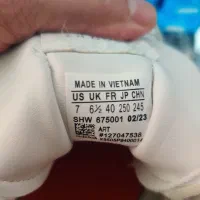 MADE IN VIETNAM
US UK FR JP CHN
7 6½ 40 250 245
SHW 675001 02/23
ART
#127047538